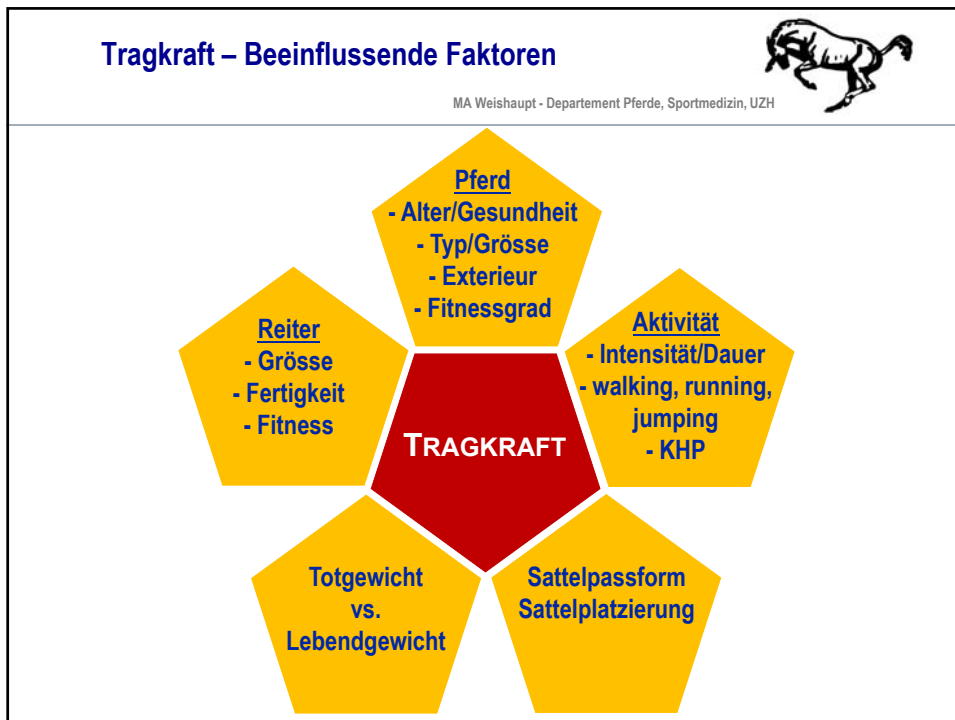 Tragkraft – Beeinflussende Faktoren
MA Weishaupt - Departement Pferde, Sportmedizin, UZH
Pferd
- Alter/Gesundheit
- Typ/Grösse
- Exterieur
- Fitnessgrad
Reiter
- Grösse
- Fertigkeit
- Fitness
Aktivität
- Intensität/Dauer
- walking, running,
jumping
- KHP
TRAGKRAFT
Totgewicht
vs.
Lebendgewicht
Sattelpassform
Sattelplatzierung